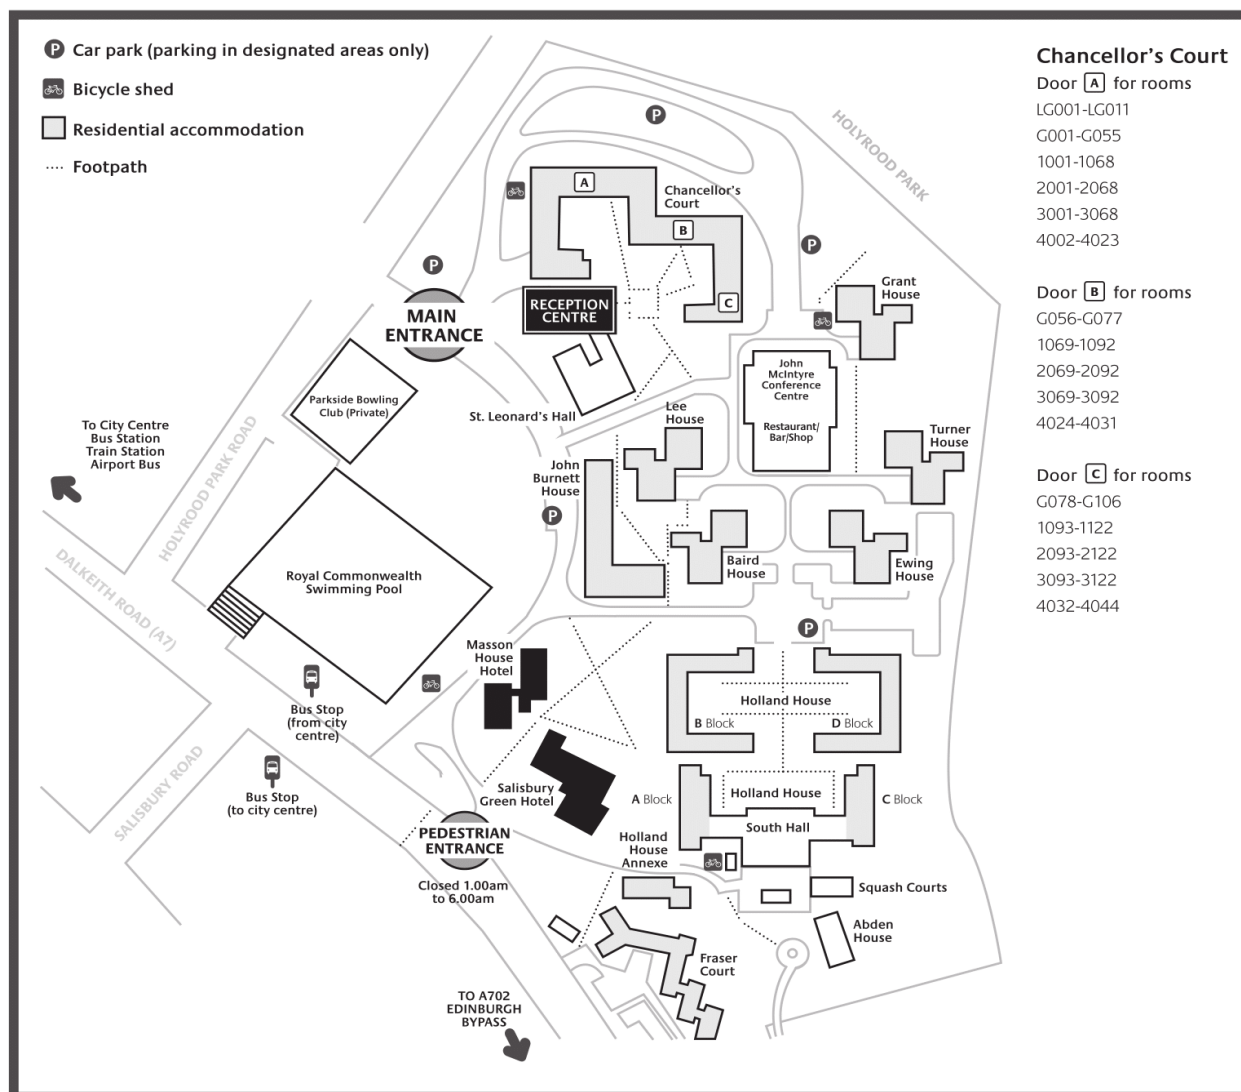 P Car park (parking in designated areas only)
Bicycle shed
Residential accommodation
Footpath
Chancellor's Court
Door A for rooms
LG001-LG011
G001-G055
1001-1068
2001-2068
3001-3068
4002-4023
Door B for rooms
G056-G077
1069-1092
2069-2092
3069-3092
4024-4031
Door C for rooms
G078-G106
1093-1122
2093-2122
3093-3122
4032-4044
P
HOLYROOD PARK
A
Chancellor's
Court
B
P
P
C
Grant
House
RECEPTION
CENTRE
MAIN
ENTRANCE
John
McIntyre
Conference
Centre
Restaurant/
Bar/Shop
Parkside Bowling
Club (Private)
St. Leonard's Hall
Lee
House
Turner
House
To City Centre
Bus Station
Train Station
Airport Bus
HOLYROOD PARK ROAD
John
Burnett
House
P
DALKEITH ROAD (A7)
Royal Commonwealth
Swimming Pool
Baird
House
Ewing
House
P
Masson
House
Hotel
Holland House
B Block
D Block
Bus Stop
(from city
centre)
SALISBURY ROAD
Bus Stop
(to city centre)
Salisbury
Green Hotel
A Block
Holland House
C Block
South Hall
PEDESTRIAN
ENTRANCE
Closed 1.00am
to 6.00am
Holland
House
Annexe
Squash Courts
Abden
House
Fraser
Court
TO A702
EDINBURGH
BYPASS